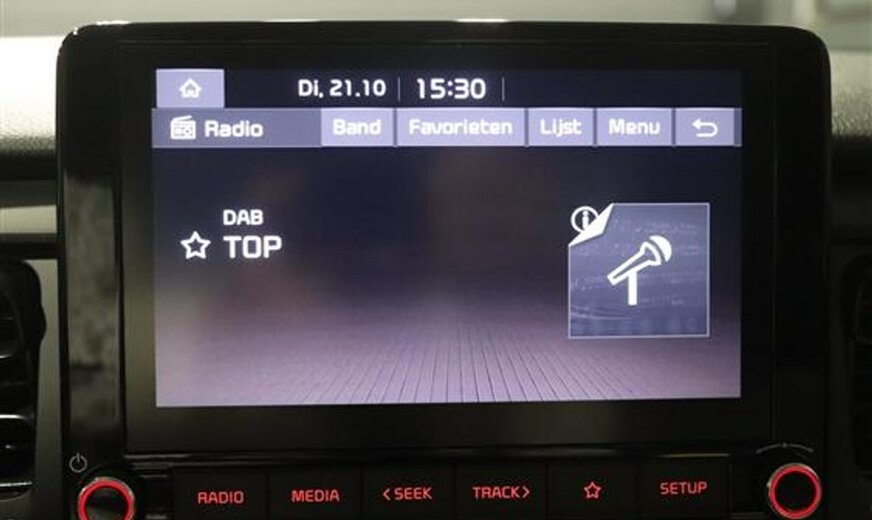 Di, 21.10 15:30
Radio Band Favorieten Lijst Menu
DAB
TOP
RADIO MEDIA <SEEK TRACK> SETUP